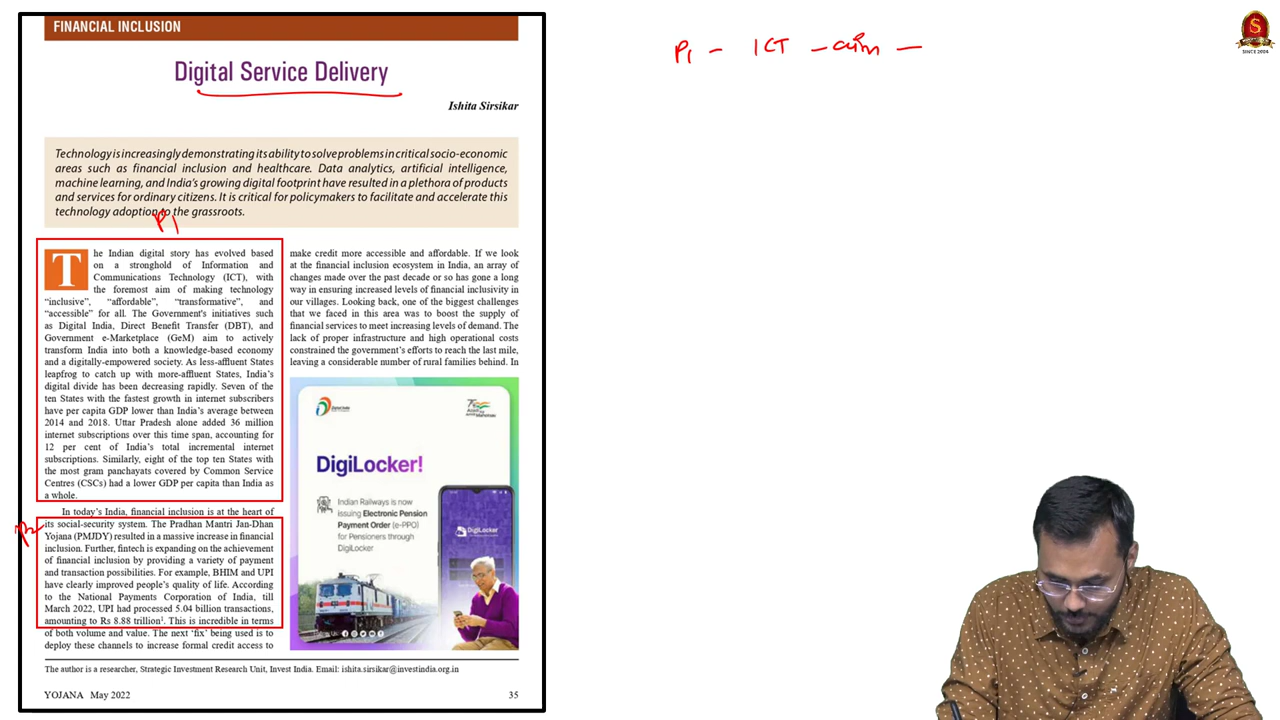 FINANCIAL INCLUSION
Digital Service Delivery
Ishita Sirsikar
Technology is increasingly demonstrating its ability to solve problems in critical socio-economic
areas such as financial inclusion and healthcare. Data analytics, artificial intelligence,
machine learning, and India's growing digital footprint have resulted in a plethora of products
and services for ordinary citizens. It is critical for policymakers to facilitate and accelerate this
technology adoption to the grassroots.
P1
The Indian digital story has evolved based
on a stronghold of Information and
Communications Technology (ICT), with
the foremost aim of making technology
“inclusive”, “affordable”, “transformative”, and
“accessible” for all. The Government's initiatives such
as Digital India, Direct Benefit Transfer (DBT), and
Government e-Marketplace (GeM) aim to actively
transform India into both a knowledge-based economy
and a digitally-empowered society. As less-affluent States
leapfrog to catch up with more-affluent States, India's
digital divide has been decreasing rapidly. Seven of the
ten States with the fastest growth in internet subscribers
have per capita GDP lower than India's average between
2014 and 2018. Uttar Pradesh alone added 36 million
internet subscriptions over this time span, accounting for
12 per cent of India's total incremental internet
subscriptions. Similarly, eight of the top ten States with
the most gram panchayats covered by Common Service
Centres (CSCs) had a lower GDP per capita than India as
a whole.
P2
In today's India, financial inclusion is at the heart of
its social-security system. The Pradhan Mantri Jan-Dhan
Yojana (PMJDY) resulted in a massive increase in financial
inclusion. Further, fintech is expanding on the achievement
of financial inclusion by providing a variety of payment
and transaction possibilities. For example, BHIM and UPI
have clearly improved people's quality of life. According
to the National Payments Corporation of India, till
March 2022, UPI had processed 5.04 billion transactions,
amounting to Rs 8.88 trillion¹. This is incredible in terms
of both volume and value. The next ‘fix’ being used is to
deploy these channels to increase formal credit access to
make credit more accessible and affordable. If we look
at the financial inclusion ecosystem in India, an array of
changes made over the past decade or so has gone a long
way in ensuring increased levels of financial inclusivity in
our villages. Looking back, one of the biggest challenges
that we faced in this area was to boost the supply of
financial services to meet increasing levels of demand. The
lack of proper infrastructure and high operational costs
constrained the government's efforts to reach the last mile,
leaving a considerable number of rural families behind. In
Digital India
DigiLocker!
Indian Railways is now
issuing Electronic Pension
Payment Order (e-PPO)
for Pensioners through
DigiLocker
DigiLocker
The author is a researcher, Strategic Investment Research Unit, Invest India. Email: ishita.sirsikar@investindia.org.in
YOJANA May 2022
35
P1 - ICT - aim -
S
SINCE 2004